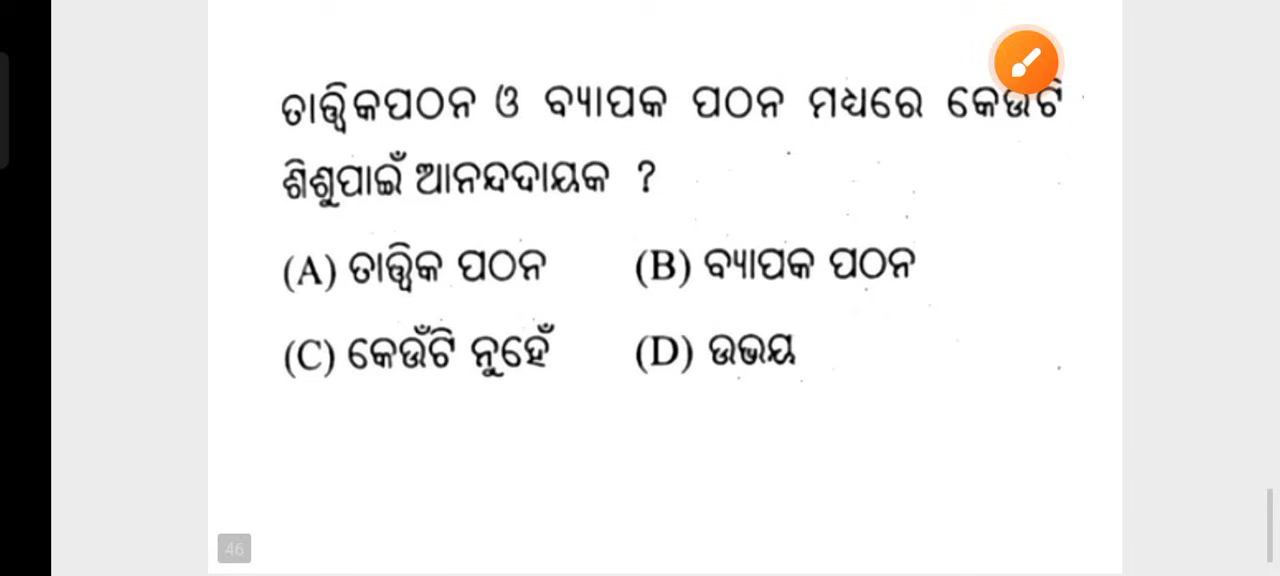 ତାତ୍ତ୍ୱିକପଠନ ଓ ବ୍ୟାପକ ପଠନ ମଧ୍ୟରେ କେଉଁଟି
ଶିଶୁପାଇଁ ଆନନ୍ଦଦାୟକ ?
(A) ତାତ୍ତ୍ୱିକ ପଠନ (B) ବ୍ୟାପକ ପଠନ
(C) କେଉଁଟି ନୁହେଁ (D) ଉଭୟ
46